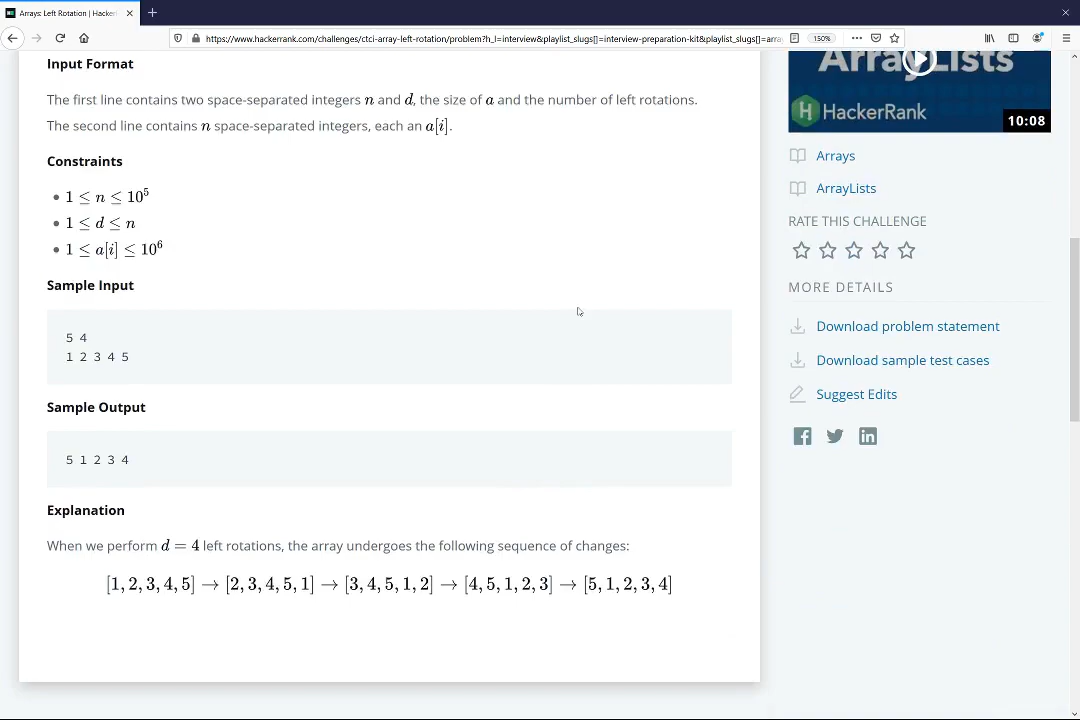 Arrays: Left Rotation | Hacker
https://www.hackerrank.com/challenges/ctci-array-left-rotation/problem?h_l=interview&playlist_slugs[]=interview-preparation-kit&playlist_slugs[]=arra
150%
Input Format
The first line contains two space-separated integers n and d, the size of a and the number of left rotations.
The second line contains n space-separated integers, each an a[i].
Constraints
• 1 ≤ n ≤ 10⁵
• 1 ≤ d ≤ n
• 1 ≤ a[i] ≤ 10⁶
Sample Input
5 4
1 2 3 4 5
Sample Output
5 1 2 3 4
Explanation
When we perform d = 4 left rotations, the array undergoes the following sequence of changes:
[1, 2, 3, 4, 5] → [2, 3, 4, 5, 1] → [3, 4, 5, 1, 2] → [4, 5, 1, 2, 3] → [5, 1, 2, 3, 4]
ArrayLists
H HackerRank
10:08
Arrays
ArrayLists
RATE THIS CHALLENGE
MORE DETAILS
Download problem statement
Download sample test cases
Suggest Edits